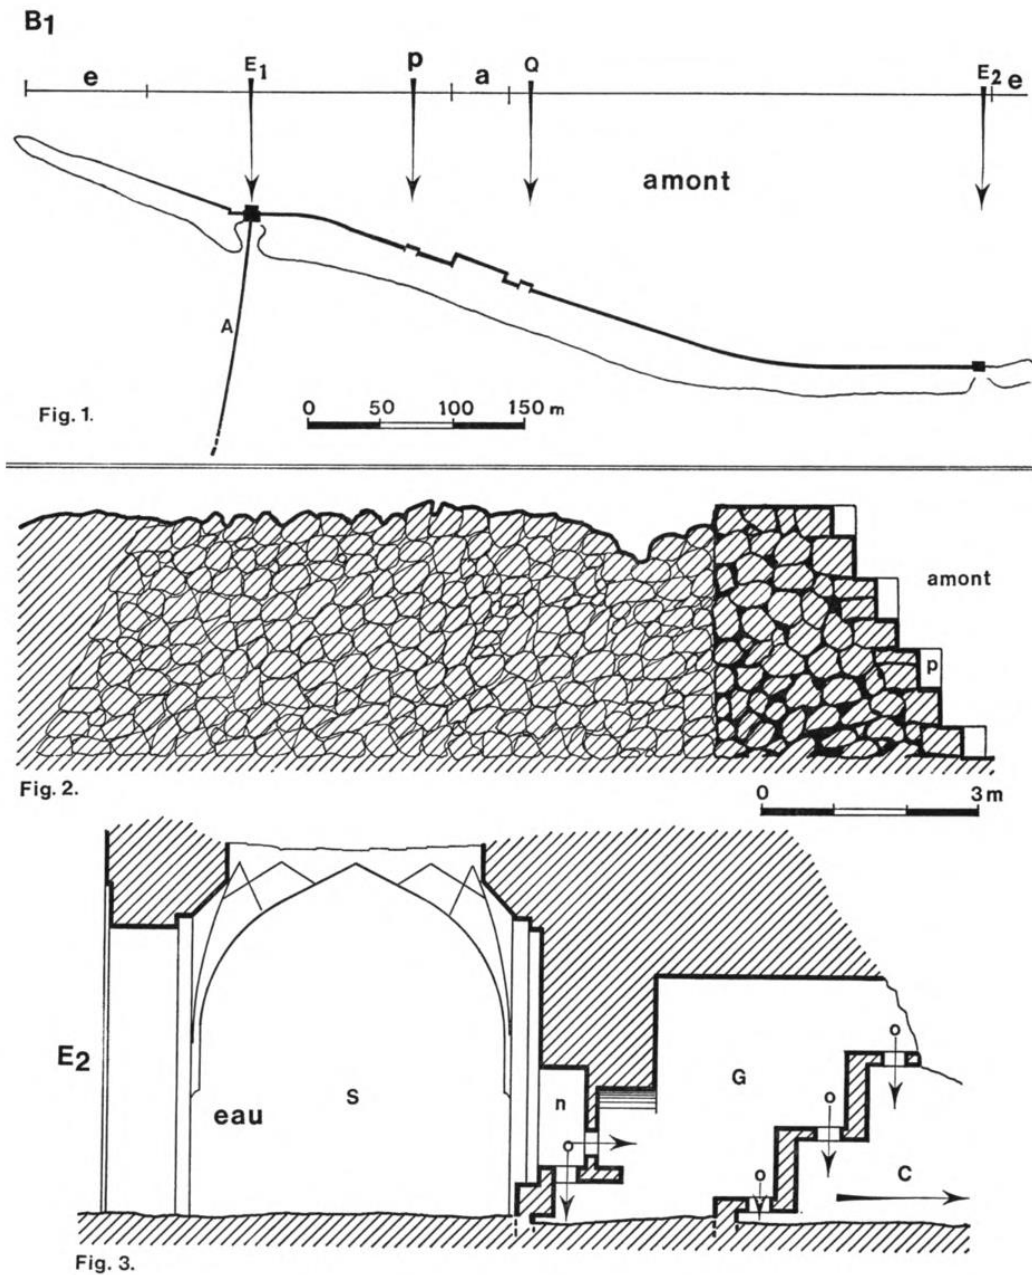 B1
e E1 p a Q E2 e
amont
A
Fig. 1.
0 50 100 150 m
amont
p
Fig. 2.
0 3 m
E2
eau
S
n
o
G
o
o
o
C
Fig. 3.